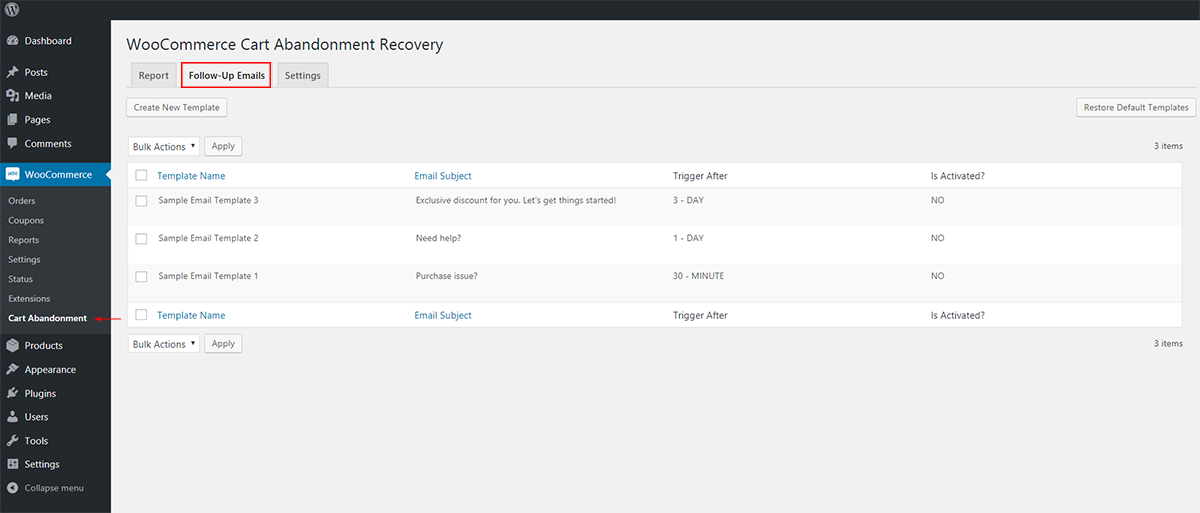 Dashboard
Posts
Media
Pages
Comments
WooCommerce
Orders
Coupons
Reports
Settings
Status
Extensions
Cart Abandonment
Products
Appearance
Plugins
Users
Tools
Settings
Collapse menu
WooCommerce Cart Abandonment Recovery
Report Follow-Up Emails Settings
Create New Template Restore Default Templates
Bulk Actions Apply 3 items
Template Name Email Subject Trigger After Is Activated?
Sample Email Template 3 Exclusive discount for you. Let's get things started! 3 - DAY NO
Sample Email Template 2 Need help? 1 - DAY NO
Sample Email Template 1 Purchase issue? 30 - MINUTE NO
Template Name Email Subject Trigger After Is Activated?
Bulk Actions Apply 3 items